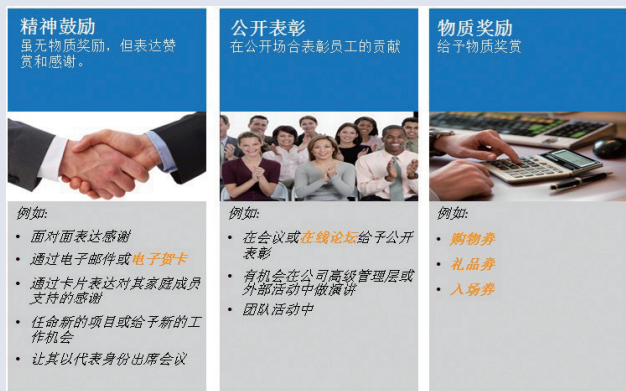 精神鼓励
虽无物质奖励，但表达赞
赏和感谢。
例如:
• 面对面表达感谢
• 通过电子邮件或电子贺卡
• 通过卡片表达对其家庭成员
支持的感谢
• 任命新的项目或给予新的工
作机会
• 让其以代表身份出席会议
公开表彰
在公开场合表彰员工的贡献
例如:
• 在会议或在线论坛给予公开
表彰
• 有机会在公司高级管理层或
外部活动中做演讲
• 团队活动中
物质奖励
给予物质奖赏
例如:
• 购物券
• 礼品券
• 入场券